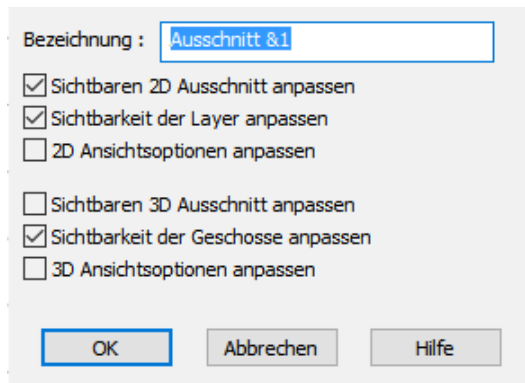 Bezeichnung : Ausschnitt &1
Sichtbaren 2D Ausschnitt anpassen
Sichtbarkeit der Layer anpassen
2D Ansichtsoptionen anpassen
Sichtbaren 3D Ausschnitt anpassen
Sichtbarkeit der Geschosse anpassen
3D Ansichtsoptionen anpassen
OK Abbrechen Hilfe